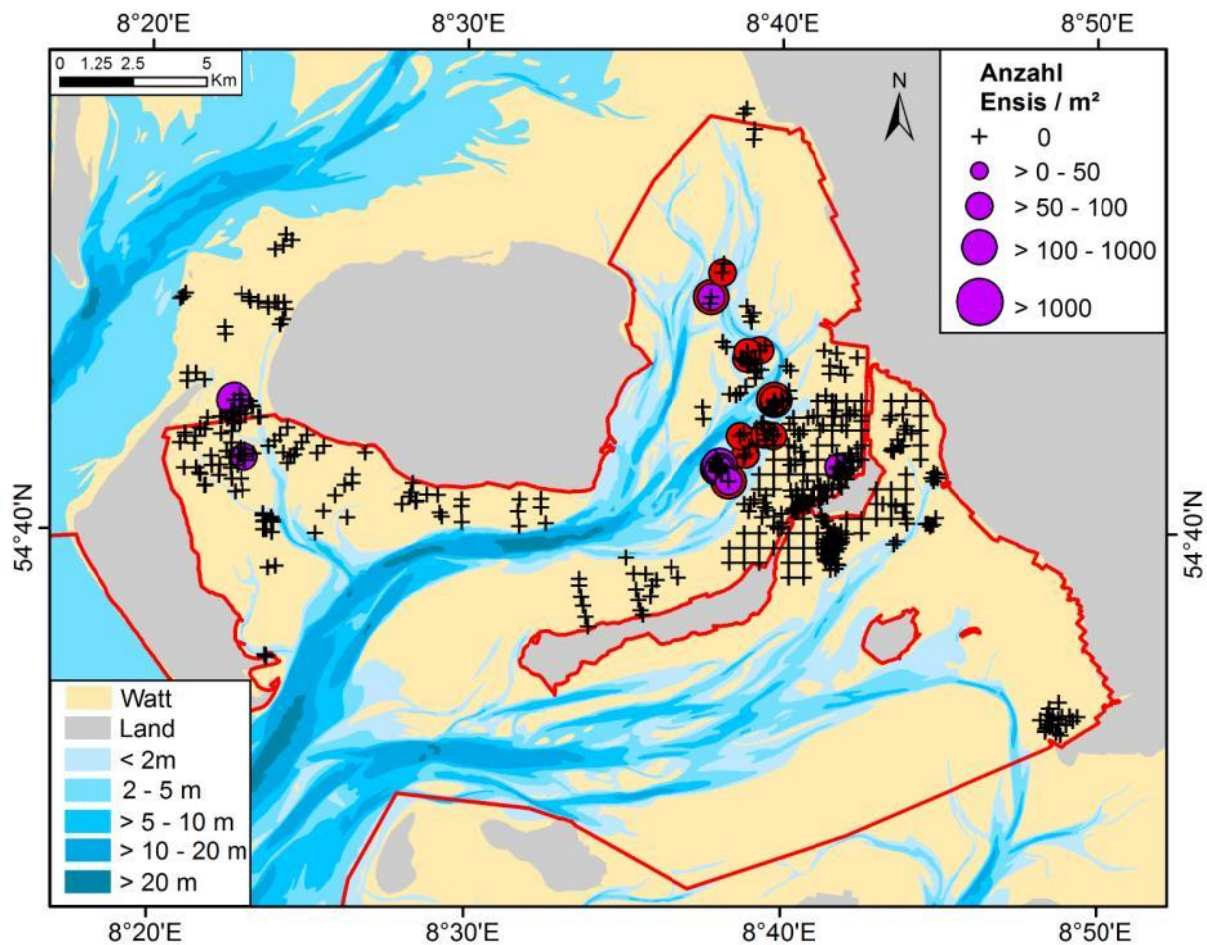 8°20'E 8°30'E 8°40'E 8°50'E
0 1.25 2.5 5
Km
N
Anzahl
Ensis / m²
0
> 0 - 50
> 50 - 100
> 100 - 1000
> 1000
54°40'N
54°40'N
Watt
Land
< 2m
2 - 5 m
> 5 - 10 m
> 10 - 20 m
> 20 m
8°20'E 8°30'E 8°40'E 8°50'E